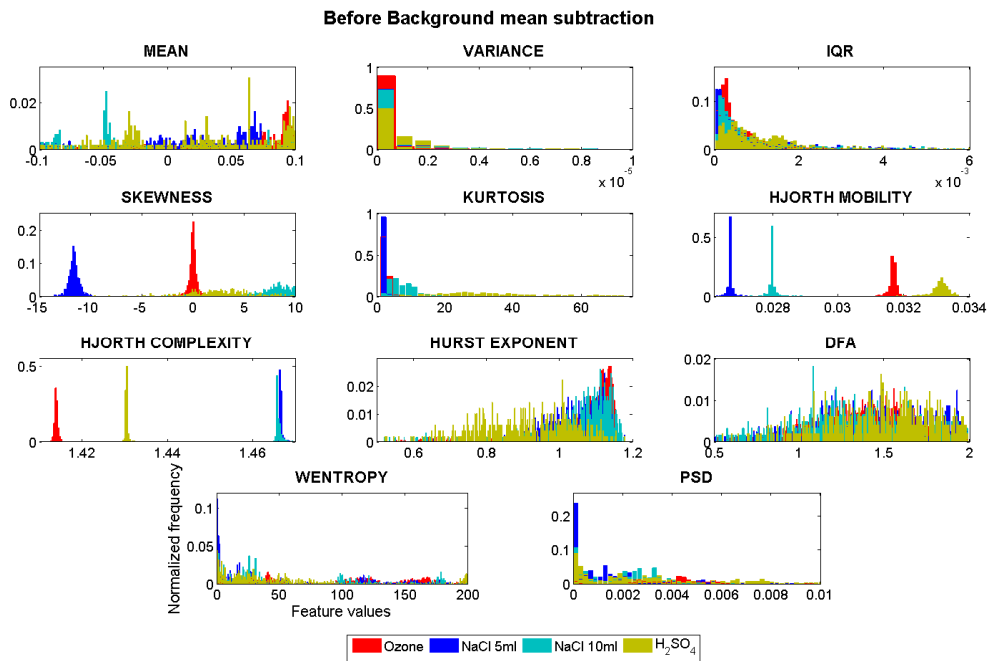 Before Background mean subtraction
MEAN
VARIANCE
IQR
0.02
0
-0.1 -0.05 0 0.05 0.1
1
0.5
0
0 0.2 0.4 0.6 0.8 1
x 10^-5
0.1
0
0 2 4 6
x 10^-3
SKEWNESS
KURTOSIS
HJORTH MOBILITY
0.2
0.1
0
-15 -10 -5 0 5 10
1
0.5
0
0 20 40 60
0.5
0
0.028 0.03 0.032 0.034
HJORTH COMPLEXITY
HURST EXPONENT
DFA
0.5
0
1.42 1.44 1.46
0.02
0.01
0
0.6 0.8 1 1.2
0.02
0.01
0
0.5 1 1.5 2
WENTROPY
PSD
Normalized frequency
0.1
0.05
0
0 50 100 150 200
Feature values
0.2
0.1
0
0 0.002 0.004 0.006 0.008 0.01
Ozone NaCl 5ml NaCl 10ml H₂SO₄